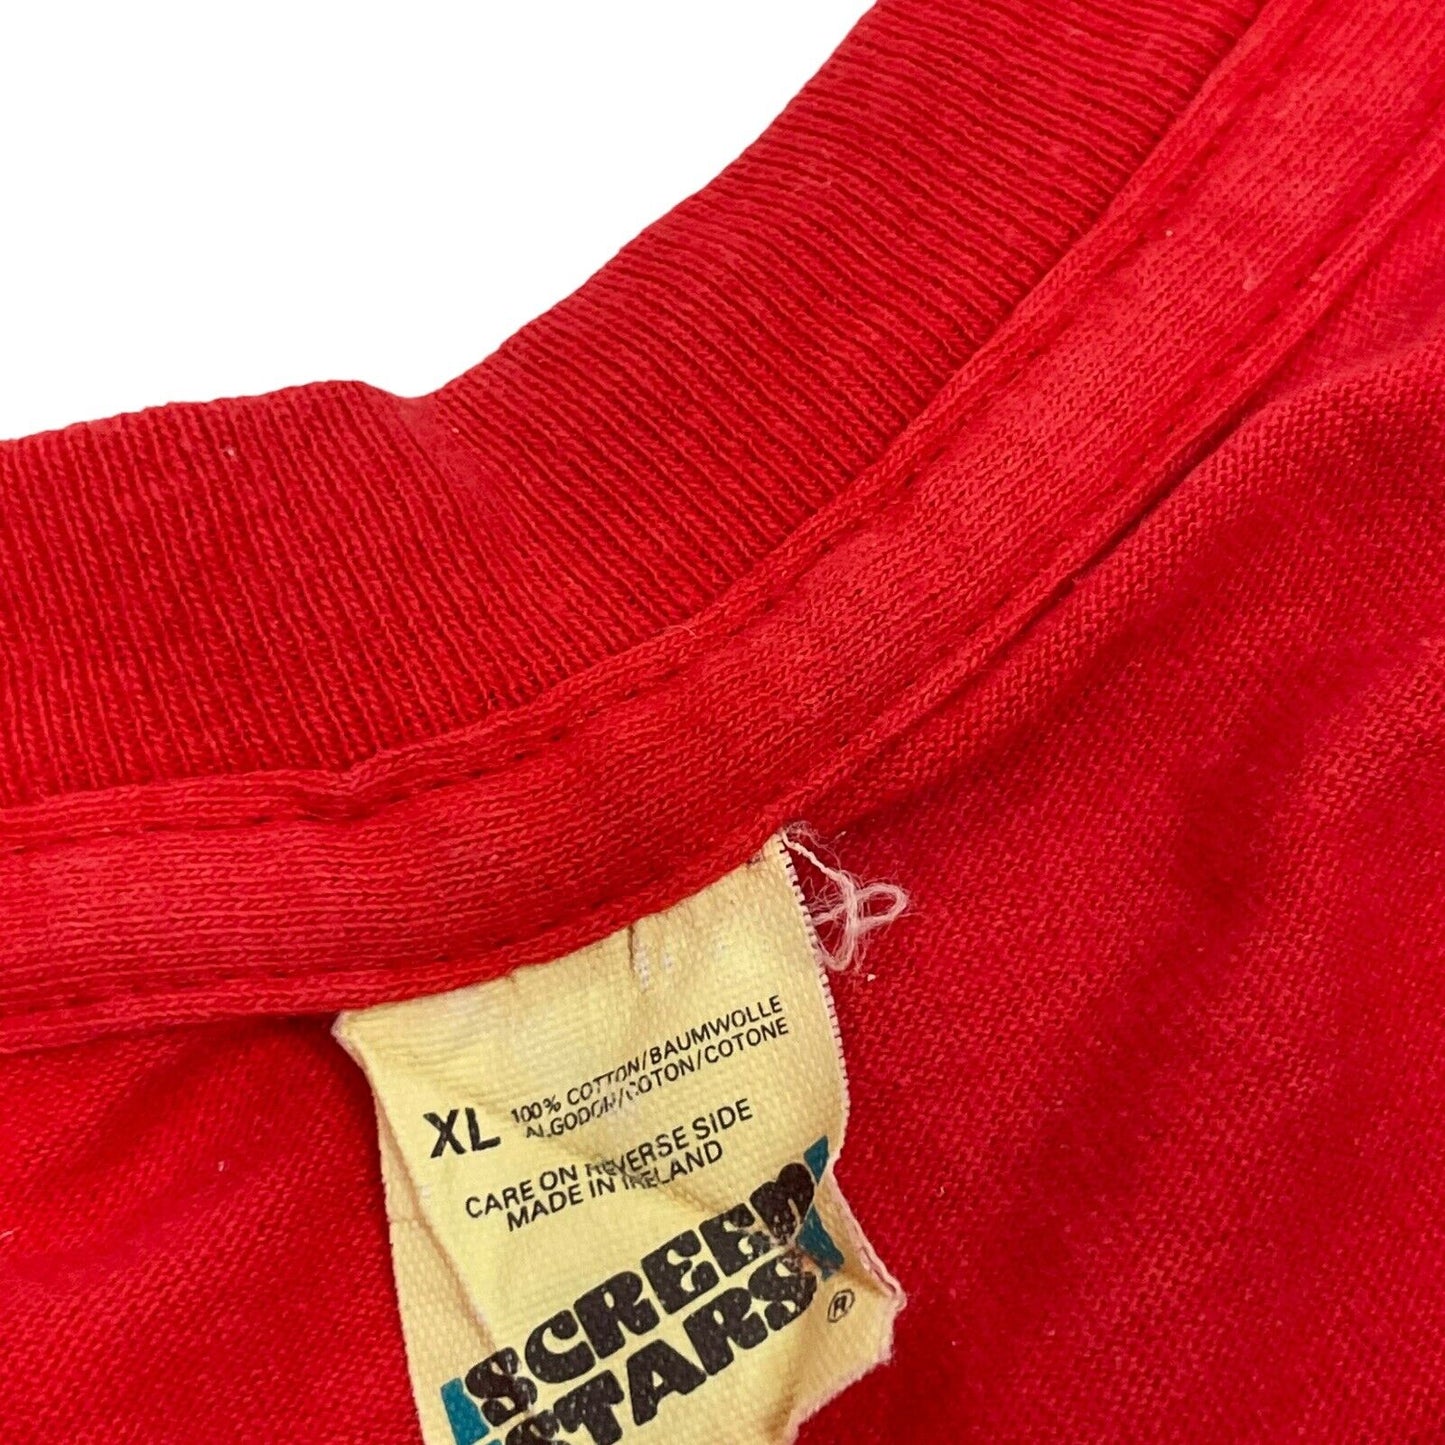 XL 100% COTTON/BAUMWOLLE
ALGODON/COTON/COTONE
CARE ON REVERSE SIDE
MADE IN IRELAND
SCREEN
STARS ®